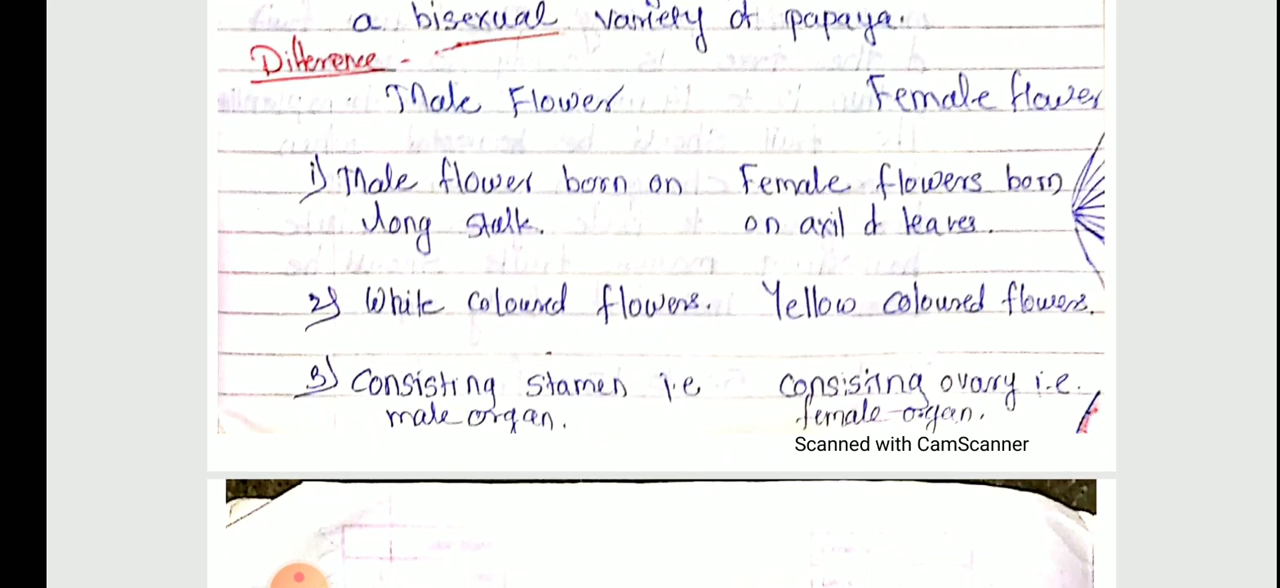 a bisexual variety of papaya.
Difference -
Male Flower Female flower
1) Male flower born on Female flowers born
long stalk. on axil of leaves.
2) White coloured flowers. Yellow coloured flowers.
3) Consisting stamen i.e consisting ovary i.e.
male organ. female organ.
Scanned with CamScanner